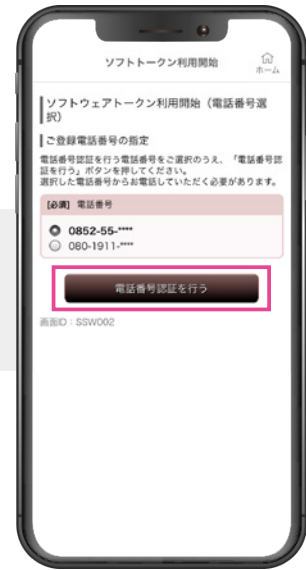 ソフトトークン利用開始
ホーム
ソフトウェアトークン利用開始（電話番号選
択）
ご登録電話番号の指定
電話番号認証を行う電話番号をご選択のうえ、「電話番号認
証を行う」ボタンを押してください。
選択した電話番号からお電話していただく必要があります。
[必須] 電話番号
0852-55-****
080-1911-****
電話番号認証を行う
画面ID：SSW002